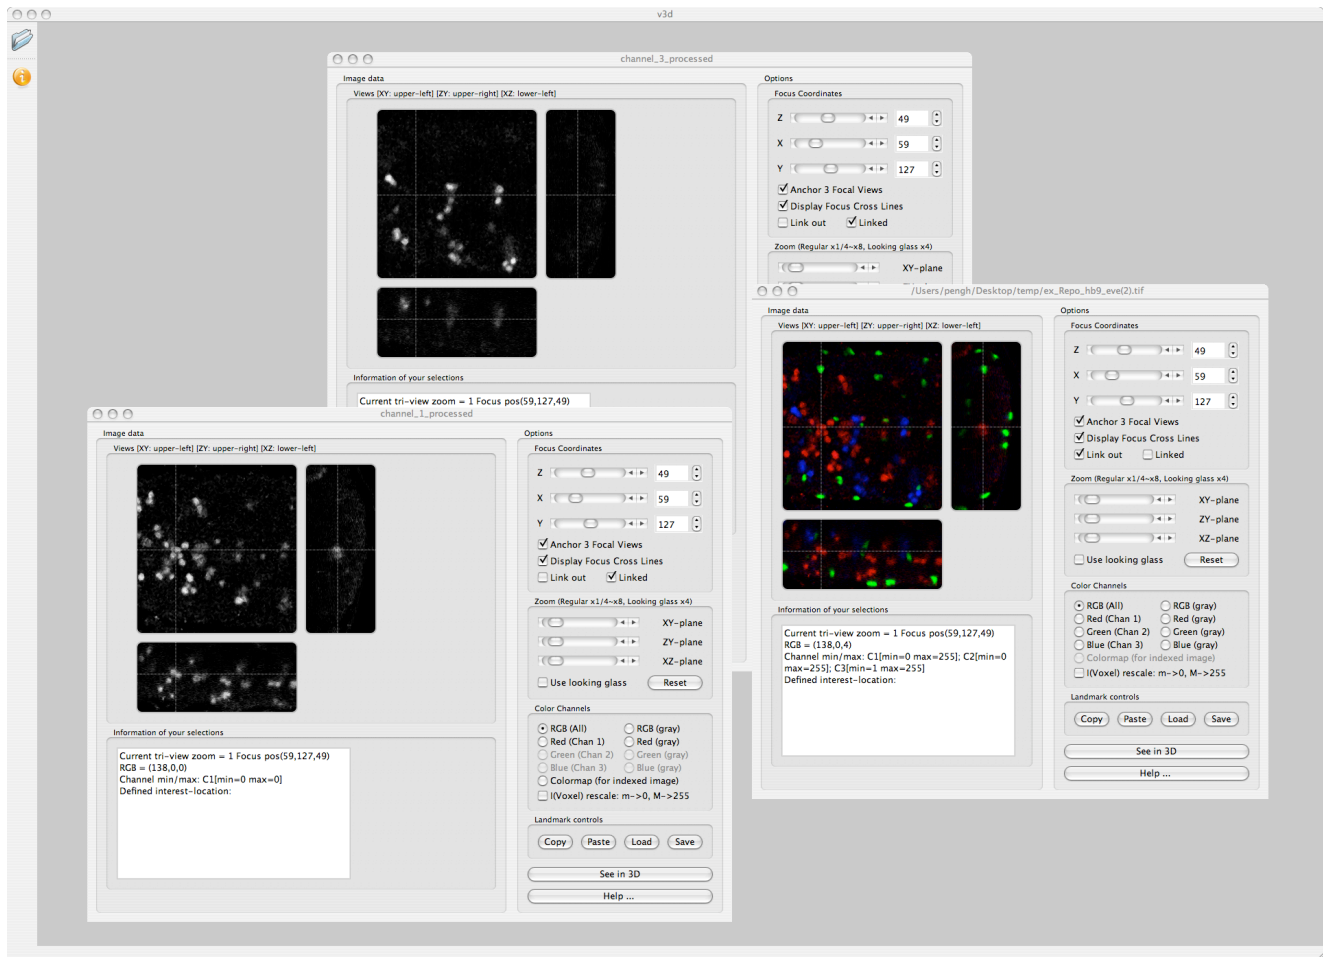 v3d
channel_3_processed
Image data
Views [XY: upper-left] [ZY: upper-right] [XZ: lower-left]
Information of your selections
Current tri-view zoom = 1 Focus pos(59,127,49)
Options
Focus Coordinates
Z 49
X 59
Y 127
Anchor 3 Focal Views
Display Focus Cross Lines
Link out Linked
Zoom (Regular x1/4~x8, Looking glass x4)
XY-plane
/Users/pengh/Desktop/temp/ex_Repo_hb9_eve(2).tif
Image data
Views [XY: upper-left] [ZY: upper-right] [XZ: lower-left]
Information of your selections
Current tri-view zoom = 1 Focus pos(59,127,49)
RGB = (138,0,4)
Channel min/max: C1[min=0 max=255]; C2[min=0
max=255]; C3[min=1 max=255]
Defined interest-location:
Options
Focus Coordinates
Z 49
X 59
Y 127
Anchor 3 Focal Views
Display Focus Cross Lines
Link out Linked
Zoom (Regular x1/4~x8, Looking glass x4)
XY-plane
ZY-plane
XZ-plane
Use looking glass Reset
Color Channels
RGB (All) RGB (gray)
Red (Chan 1) Red (gray)
Green (Chan 2) Green (gray)
Blue (Chan 3) Blue (gray)
Colormap (for indexed image)
I(Voxel) rescale: m->0, M->255
Landmark controls
Copy Paste Load Save
See in 3D
Help ...
channel_1_processed
Image data
Views [XY: upper-left] [ZY: upper-right] [XZ: lower-left]
Information of your selections
Current tri-view zoom = 1 Focus pos(59,127,49)
RGB = (138,0,0)
Channel min/max: C1[min=0 max=0]
Defined interest-location:
Options
Focus Coordinates
Z 49
X 59
Y 127
Anchor 3 Focal Views
Display Focus Cross Lines
Link out Linked
Zoom (Regular x1/4~x8, Looking glass x4)
XY-plane
ZY-plane
XZ-plane
Use looking glass Reset
Color Channels
RGB (All) RGB (gray)
Red (Chan 1) Red (gray)
Green (Chan 2) Green (gray)
Blue (Chan 3) Blue (gray)
Colormap (for indexed image)
I(Voxel) rescale: m->0, M->255
Landmark controls
Copy Paste Load Save
See in 3D
Help ...